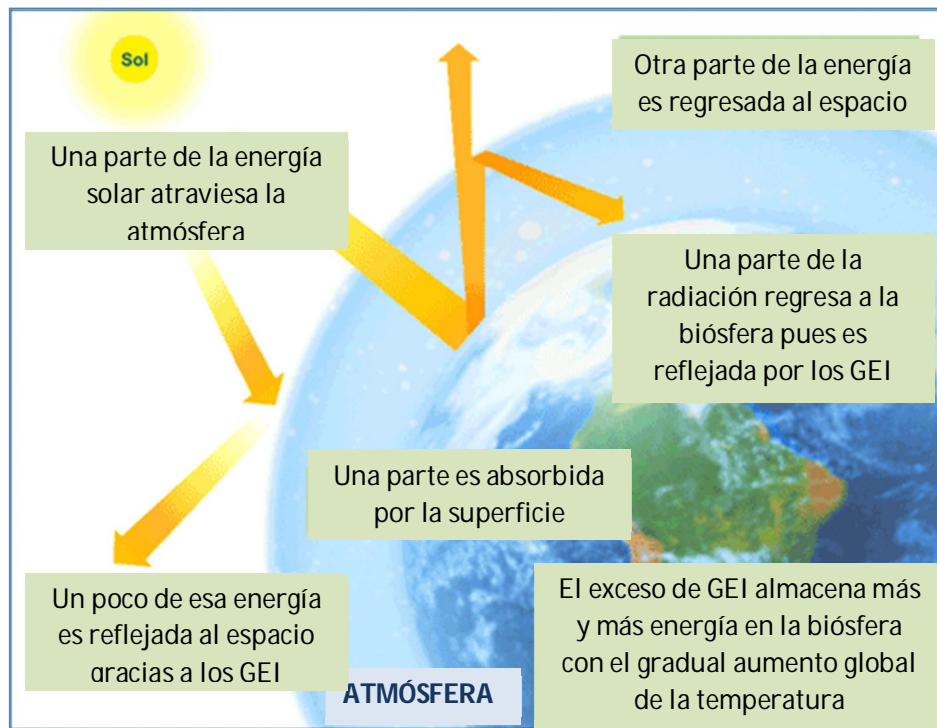 Sol
Una parte de la energía
solar atraviesa la
atmósfera
Otra parte de la energía
es regresada al espacio
Una parte de la
radiación regresa a la
biósfera pues es
reflejada por los GEI
Una parte es absorbida
por la superficie
Un poco de esa energía
es reflejada al espacio
gracias a los GEI
El exceso de GEI almacena más
y más energía en la biósfera
con el gradual aumento global
de la temperatura
ATMÓSFERA